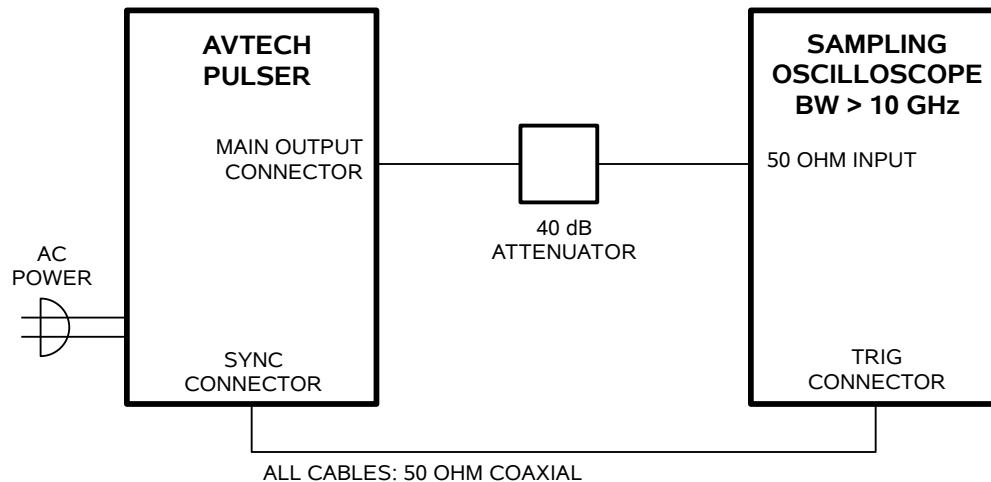 AVTECH
PULSER
MAIN OUTPUT
CONNECTOR
AC
POWER
SYNC
CONNECTOR
40 dB
ATTENUATOR
SAMPLING
OSCILLOSCOPE
BW > 10 GHz
50 OHM INPUT
TRIG
CONNECTOR
ALL CABLES: 50 OHM COAXIAL